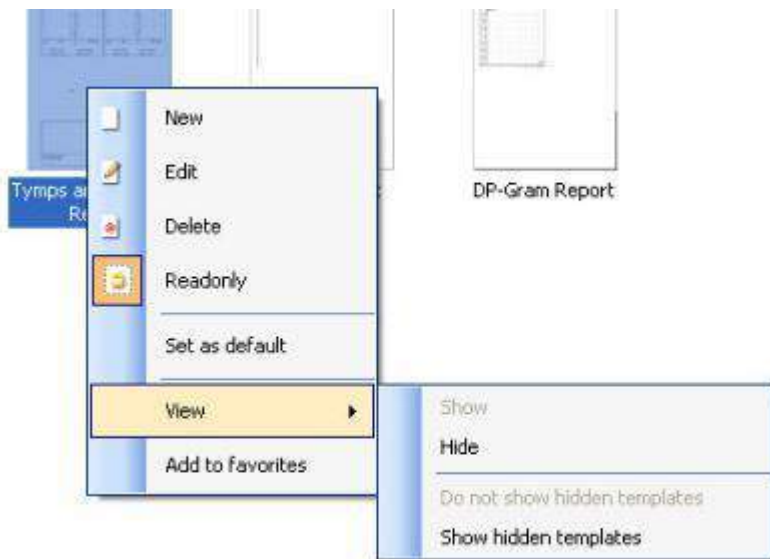 New
Edit
Tymps a
DP-Gram Report
Re
Delete
Readonly
Set as default
View
Show
Hide
Add to favorites
Do not show hidden templates
Show hidden templates